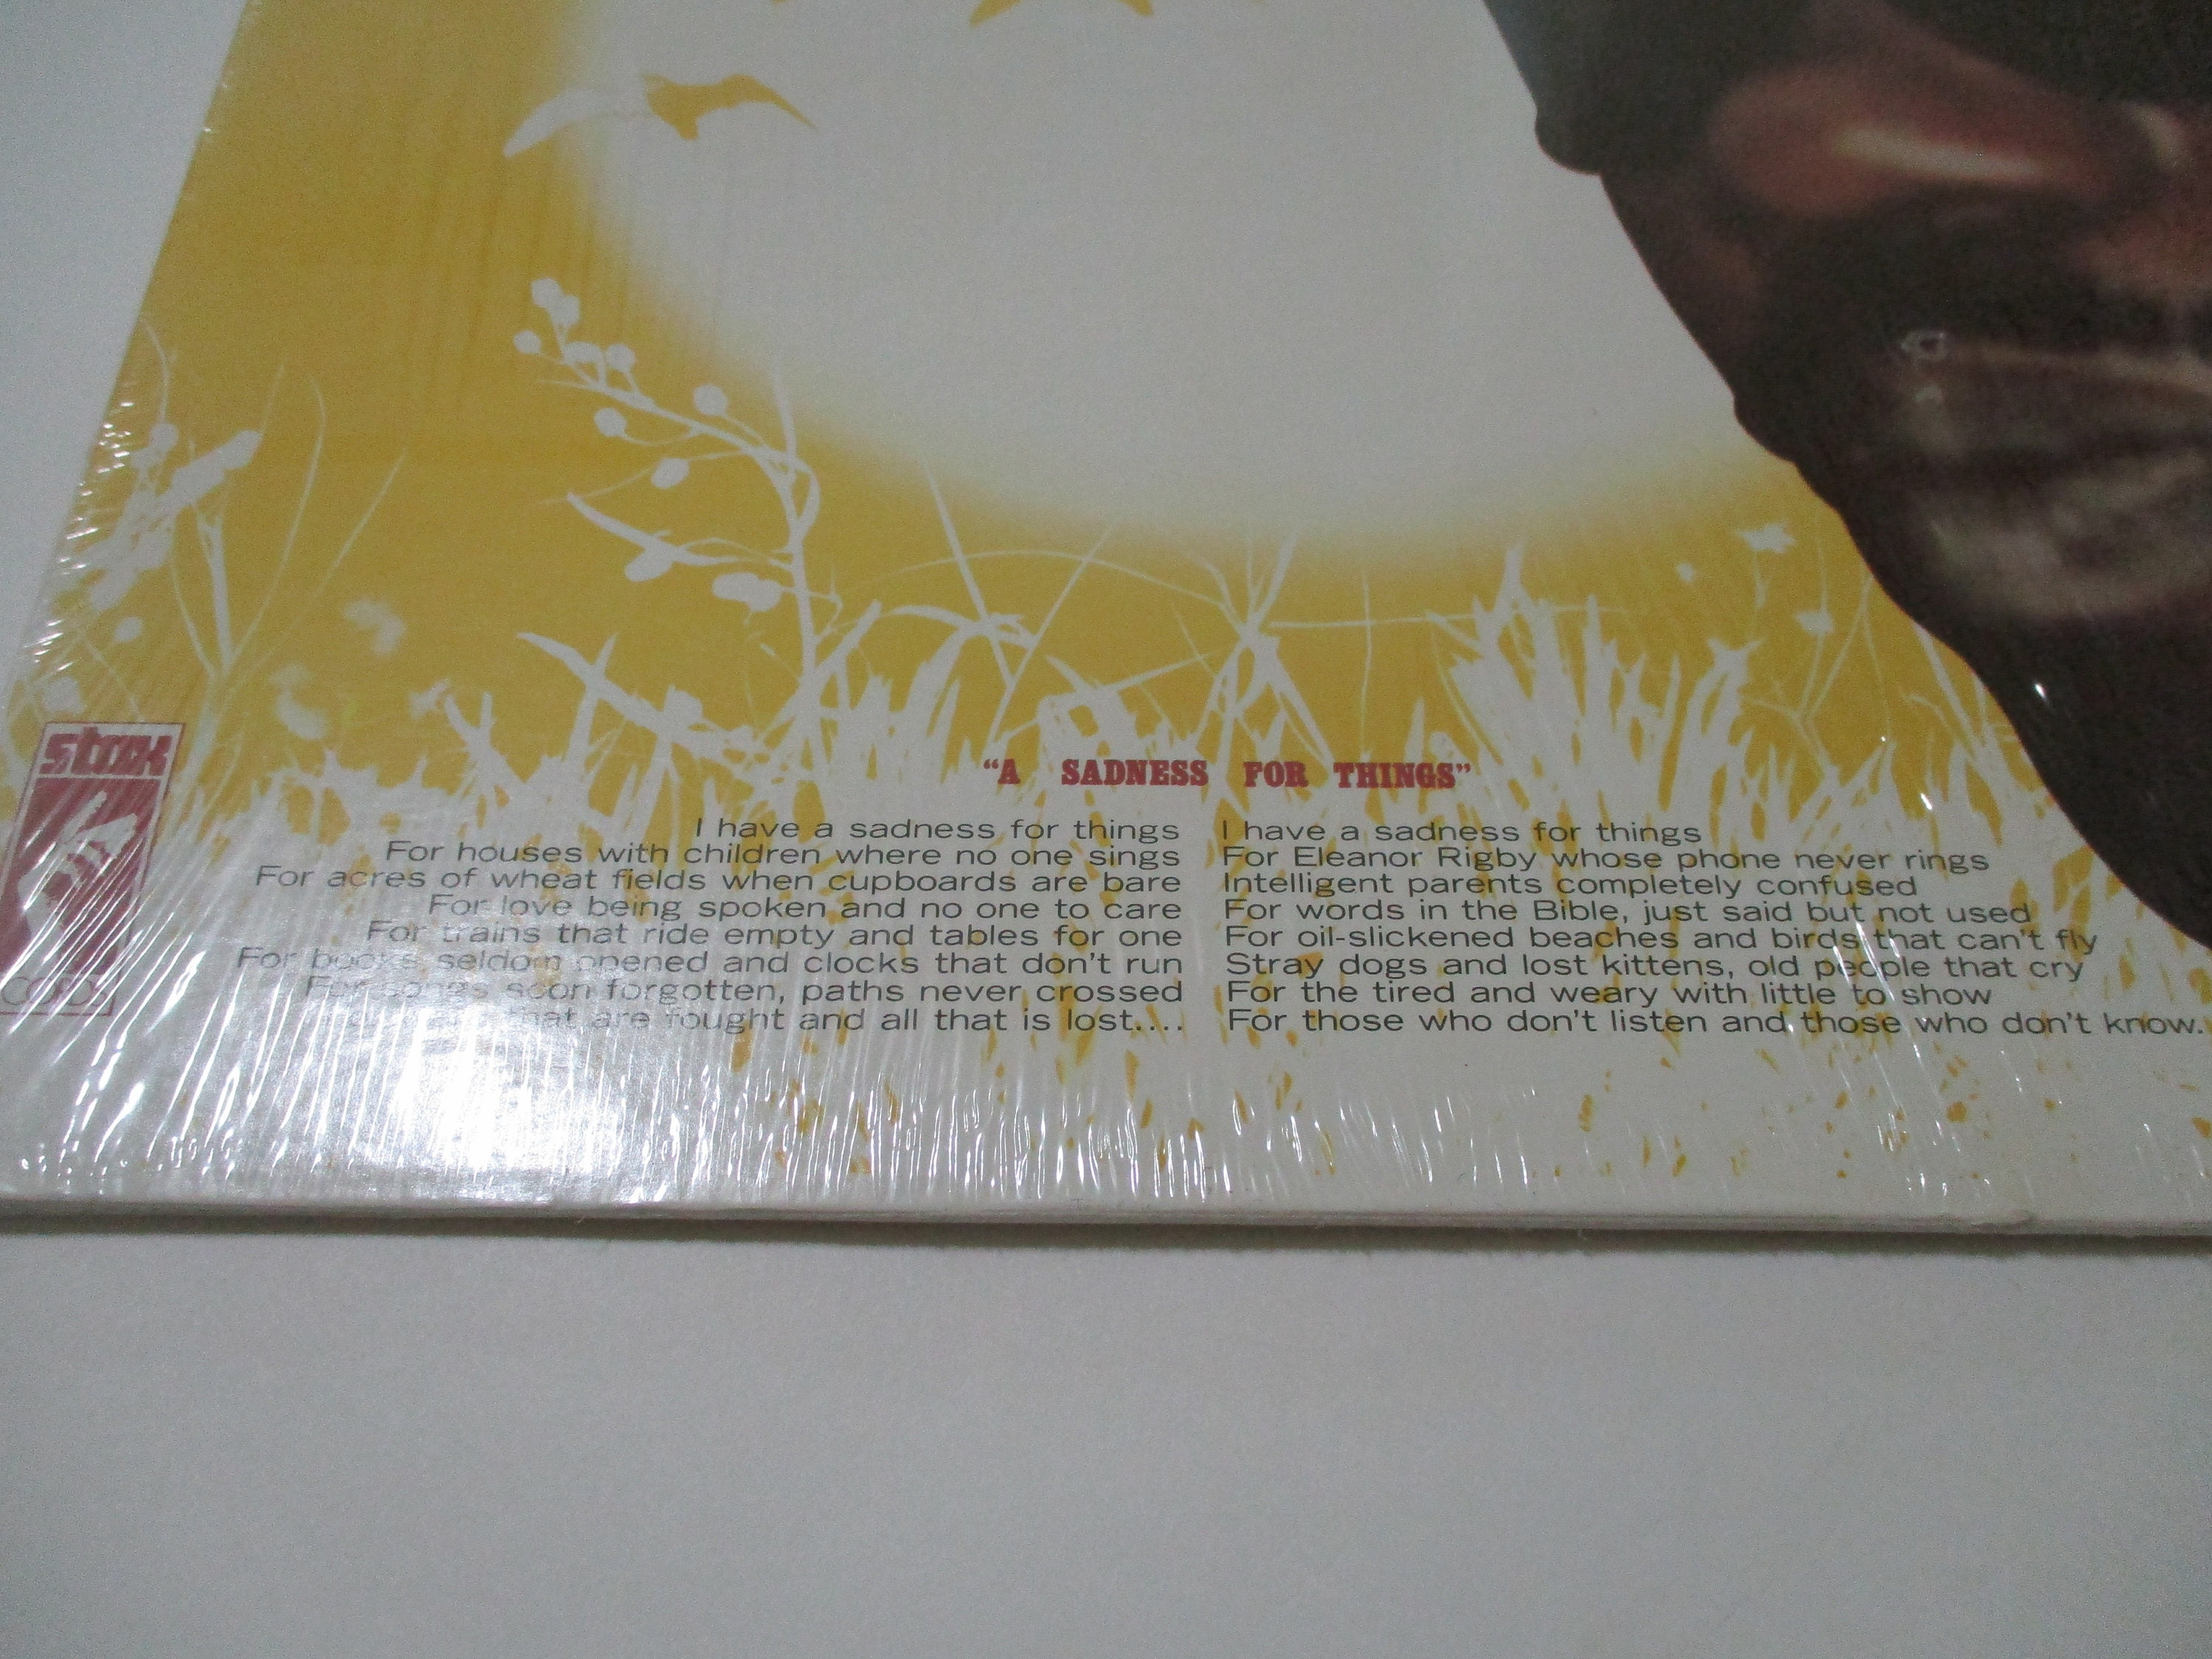 stax
"A SADNESS FOR THINGS"
I have a sadness for things
For houses with children where no one sings
For acres of wheat fields when cupboards are bare
For love being spoken and no one to care
For trains that ride empty and tables for one
For books seldom opened and clocks that don't run
For songs soon forgotten, paths never crossed
that are fought and all that is lost....
I have a sadness for things
For Eleanor Rigby whose phone never rings
Intelligent parents completely confused
For words in the Bible, just said but not used
For oil-slickened beaches and birds that can't fly
Stray dogs and lost kittens, old people that cry
For the tired and weary with little to show
For those who don't listen and those who don't know.